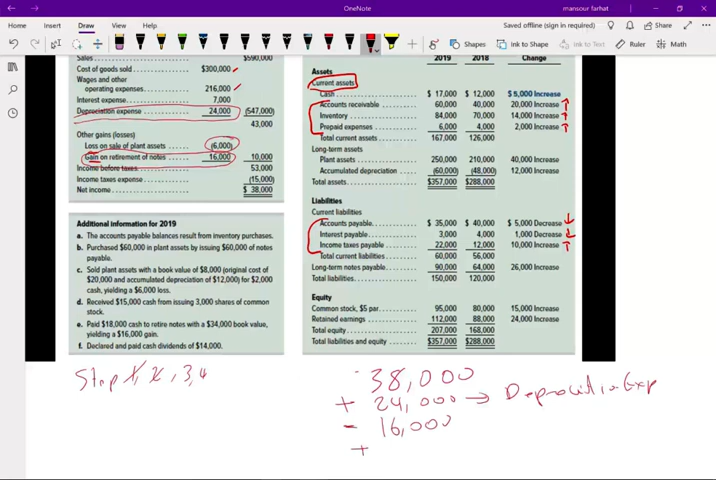 mansour farhat
OneNote
Saved offline (sign in required)
Home Insert Draw View Help
Share
Shapes Ink to Shape Ink to Text Ruler Math
Sales $590,000
Cost of goods sold $300,000
Wages and other
operating expenses 216,000
Interest expense 7,000
Depreciation expense 24,000 (547,000)
43,000
Other gains (losses)
Loss on sale of plant assets (6,000)
Gain on retirement of notes 16,000 10,000
Income before taxes 53,000
Income taxes expense (15,000)
Net income $ 38,000
Additional Information for 2019
a. The accounts payable balances result from inventory purchases.
b. Purchased $60,000 in plant assets by issuing $60,000 of notes
payable.
c. Sold plant assets with a book value of $8,000 (original cost of
$20,000 and accumulated depreciation of $12,000) for $2,000
cash, yielding a $6,000 loss.
d. Received $15,000 cash from issuing 3,000 shares of common
stock.
e. Paid $18,000 cash to retire notes with a $34,000 book value,
yielding a $16,000 gain.
f. Declared and paid cash dividends of $14,000.
2019 2018 Change
Assets
Current assets
Cash $ 17,000 $ 12,000 $ 5,000 Increase
Accounts receivable 60,000 40,000 20,000 Increase
Inventory 84,000 70,000 14,000 Increase
Prepaid expenses 6,000 4,000 2,000 Increase
Total current assets 167,000 126,000
Long-term assets
Plant assets 250,000 210,000 40,000 Increase
Accumulated depreciation (60,000) (48,000) 12,000 Increase
Total assets $357,000 $288,000
Liabilities
Current liabilities
Accounts payable $ 35,000 $ 40,000 $ 5,000 Decrease
Interest payable 3,000 4,000 1,000 Decrease
Income taxes payable 22,000 12,000 10,000 Increase
Total current liabilities 60,000 56,000
Long-term notes payable 90,000 64,000 26,000 Increase
Total liabilities 150,000 120,000
Equity
Common stock, $5 par 95,000 80,000 15,000 Increase
Retained earnings 112,000 88,000 24,000 Increase
Total equity 207,000 168,000
Total liabilities and equity $357,000 $288,000
Step 1, 2, 3, 4
38,000
+ 24,000 → Depreciation Exp
- 16,000
+